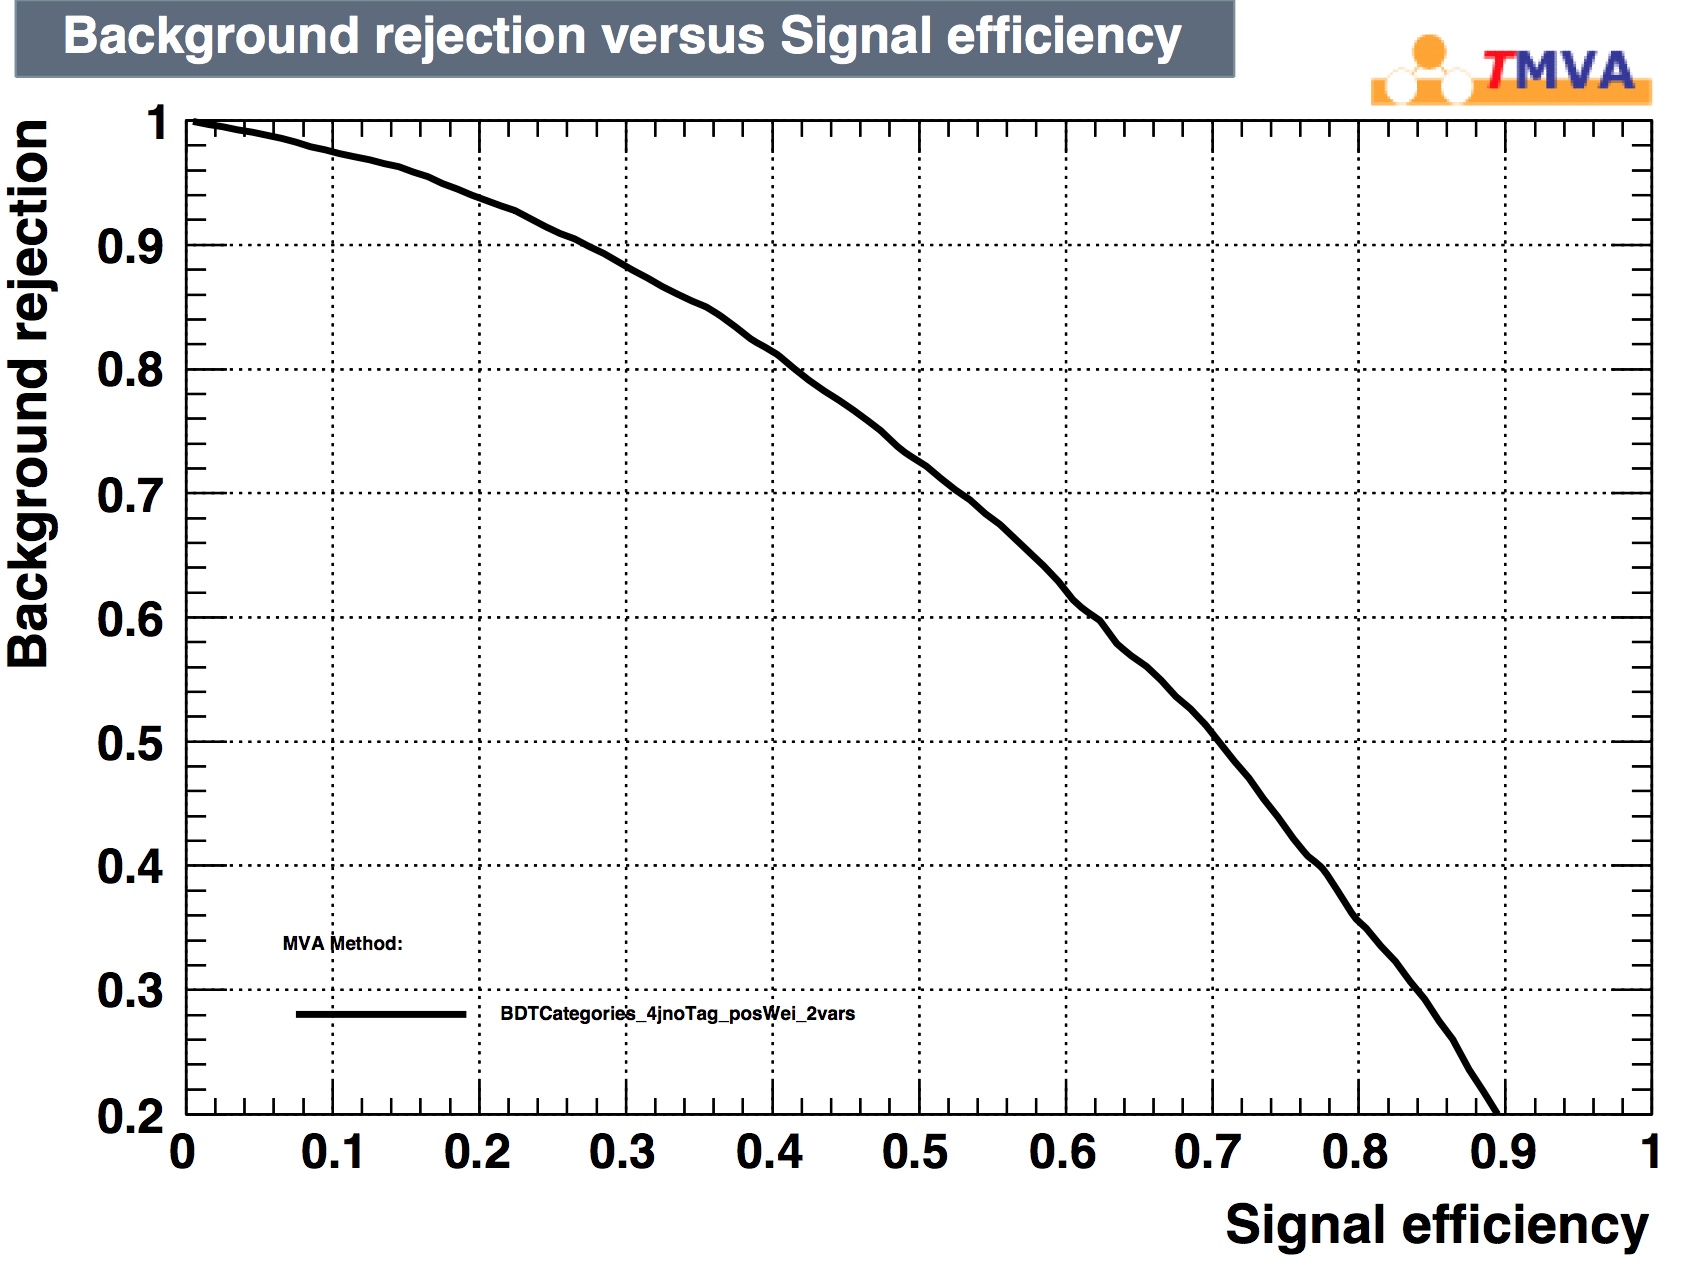 Background rejection versus Signal efficiency
TMVA
Background rejection
1
0.9
0.8
0.7
0.6
0.5
0.4
0.3
0.2
MVA Method:
BDTCategories_4jnoTag_posWei_2vars
0 0.1 0.2 0.3 0.4 0.5 0.6 0.7 0.8 0.9 1
Signal efficiency